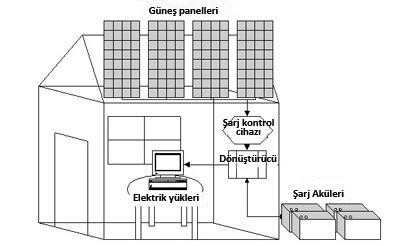 Güneş panelleri
Şarj kontrol
cihazı
Dönüştürücü
Elektrik yükleri
Şarj Aküleri